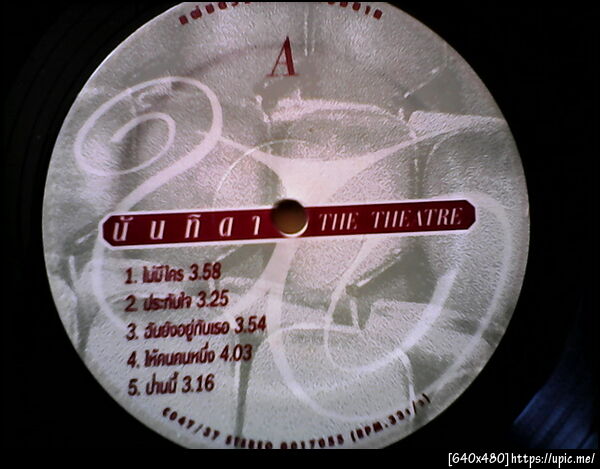 A
นันทิดา THE THEATRE
1. ไม่มีใคร 3.58
2. ประทับใจ 3.25
3. ฉันยังอยู่กับเธอ 3.54
4. ให้คนคนหนึ่ง 4.03
5. ป่านนี้ 3.16
STEREO
[640x480]https://upic.me/